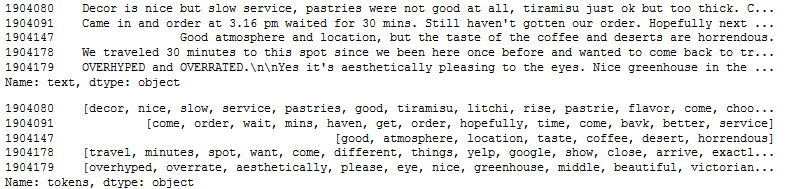 1904080 Decor is nice but slow service, pastries were not good at all, tiramisu just ok but too thick. C...
1904091 Came in and order at 3.16 pm waited for 30 mins. Still haven't gotten our order. Hopefully next ...
1904147 Good atmosphere and location, but the taste of the coffee and deserts are horrendous.
1904178 We traveled 30 minutes to this spot since we been here once before and wanted to come back to tr...
1904179 OVERHYPED and OVERRATED.\n\nYes it's aesthetically pleasing to the eyes. Nice greenhouse in the ...
Name: text, dtype: object
1904080 [decor, nice, slow, service, pastries, good, tiramisu, litchi, rise, pastrie, flavor, come, choo...
1904091 [come, order, wait, mins, haven, get, order, hopefully, time, come, bavk, better, service]
1904147 [good, atmosphere, location, taste, coffee, desert, horrendous]
1904178 [travel, minutes, spot, want, come, different, things, yelp, google, show, close, arrive, exactl...
1904179 [overhyped, overrate, aesthetically, please, eye, nice, greenhouse, middle, beautiful, victorian...
Name: tokens, dtype: object